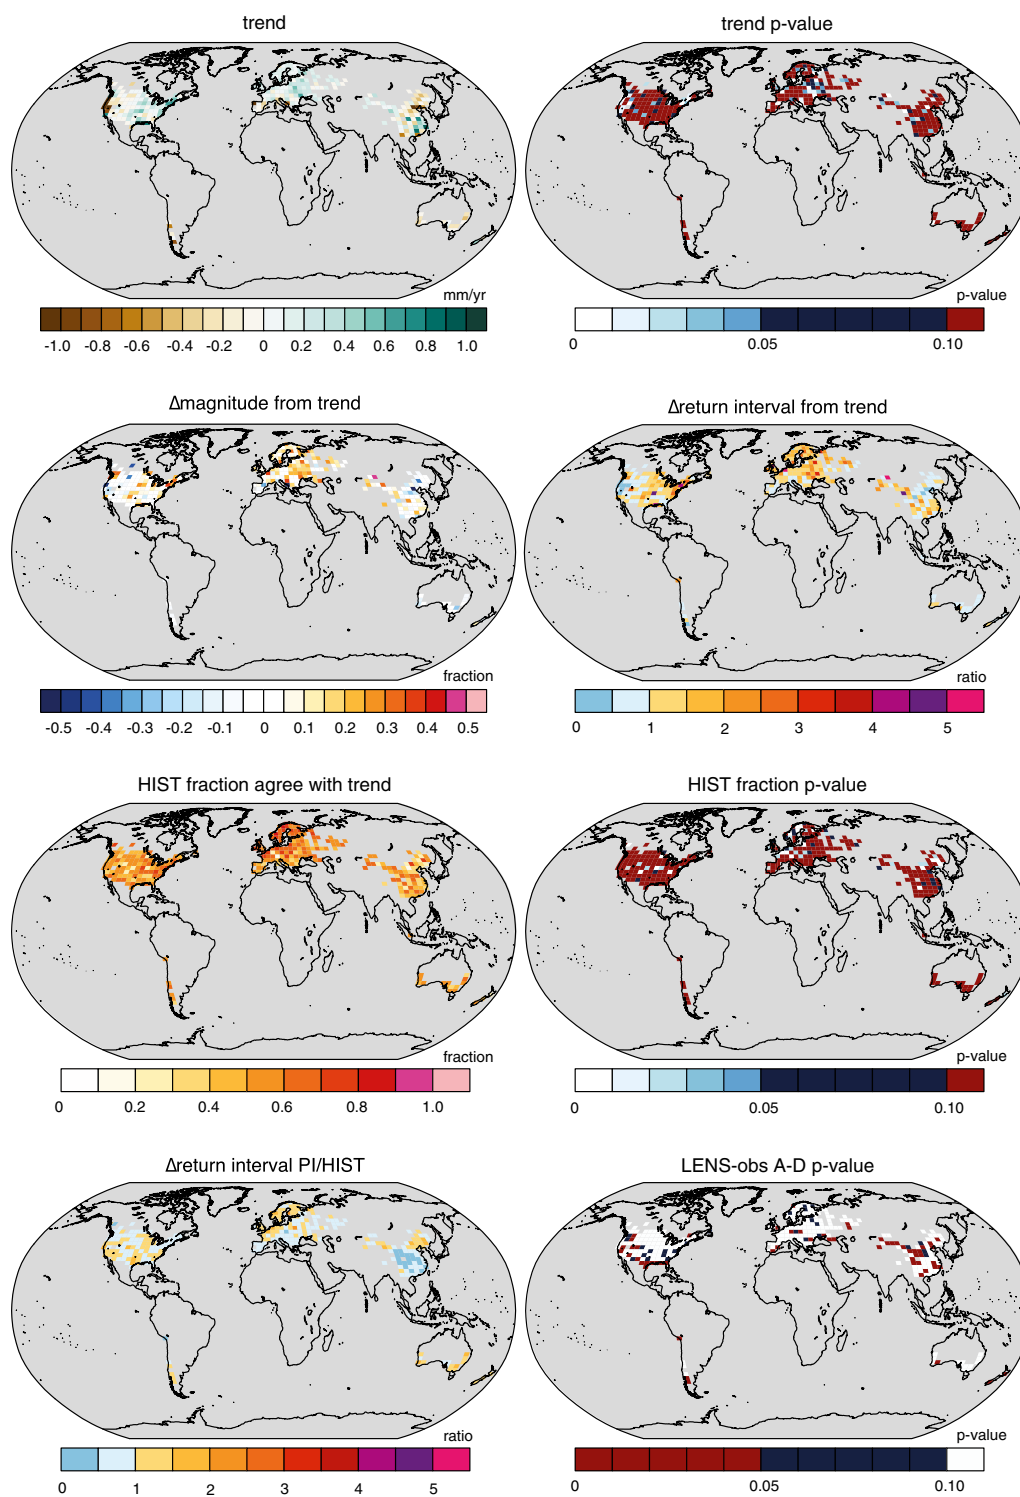 trend
trend p-value
mm/yr
p-value
-1.0 -0.8 -0.6 -0.4 -0.2 0 0.2 0.4 0.6 0.8 1.0
0 0.05 0.10
Δmagnitude from trend
Δreturn interval from trend
fraction
ratio
-0.5 -0.4 -0.3 -0.2 -0.1 0 0.1 0.2 0.3 0.4 0.5
0 1 2 3 4 5
HIST fraction agree with trend
HIST fraction p-value
fraction
p-value
0 0.2 0.4 0.6 0.8 1.0
0 0.05 0.10
Δreturn interval PI/HIST
LENS-obs A-D p-value
ratio
p-value
0 1 2 3 4 5
0 0.05 0.10